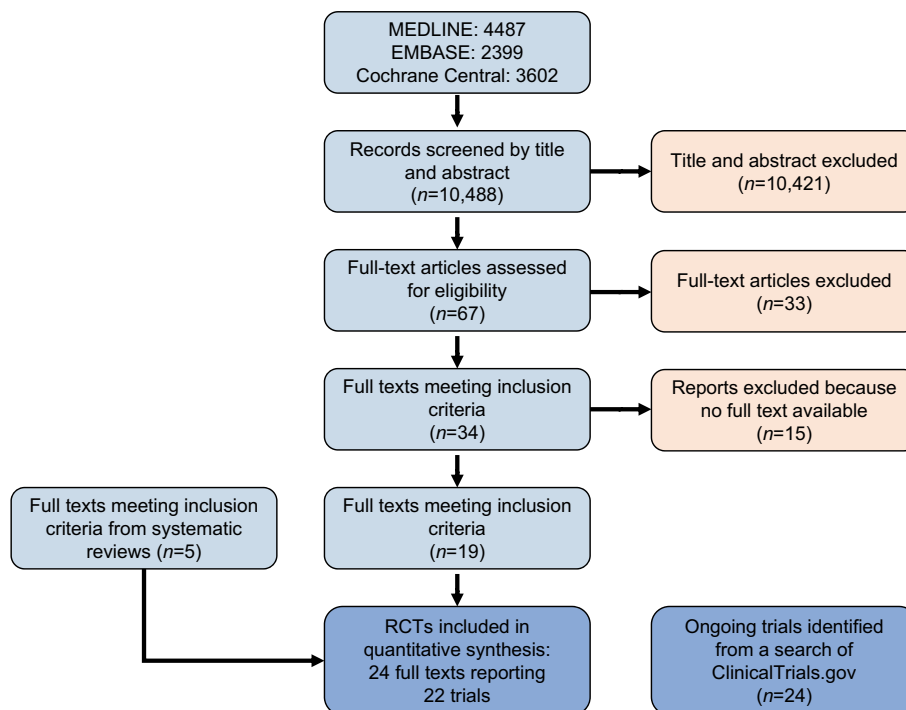 MEDLINE: 4487
EMBASE: 2399
Cochrane Central: 3602
Records screened by title
and abstract
(n=10,488)
Title and abstract excluded
(n=10,421)
Full-text articles assessed
for eligibility
(n=67)
Full-text articles excluded
(n=33)
Full texts meeting inclusion
criteria
(n=34)
Reports excluded because
no full text available
(n=15)
Full texts meeting inclusion
criteria from systematic
reviews (n=5)
Full texts meeting inclusion
criteria
(n=19)
RCTs included in
quantitative synthesis:
24 full texts reporting
22 trials
Ongoing trials identified
from a search of
ClinicalTrials.gov
(n=24)